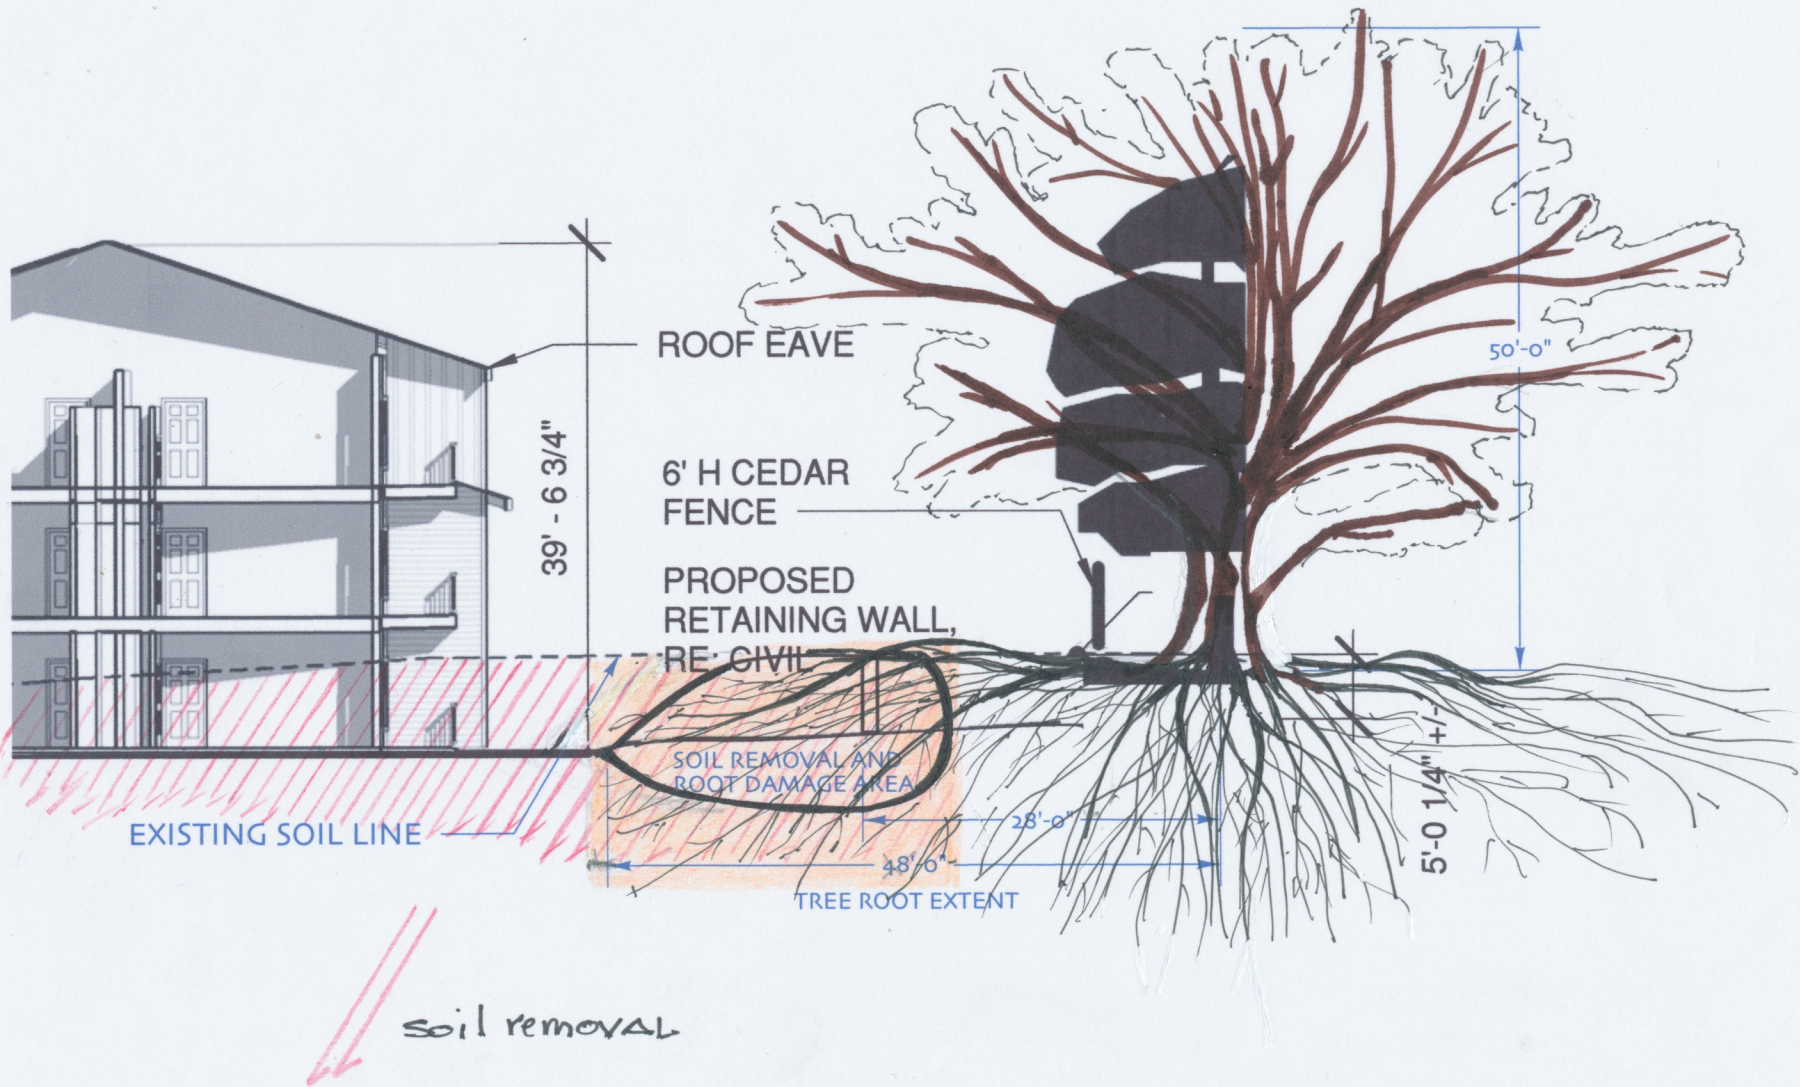 50'-0"
ROOF EAVE
39' - 6 3/4"
6' H CEDAR
FENCE
PROPOSED
RETAINING WALL,
RE: CIVIL
SOIL REMOVAL AND
ROOT DAMAGE AREA
EXISTING SOIL LINE
28'-0"
48'-0"
TREE ROOT EXTENT
5'-0 1/4" +/-
soil removal